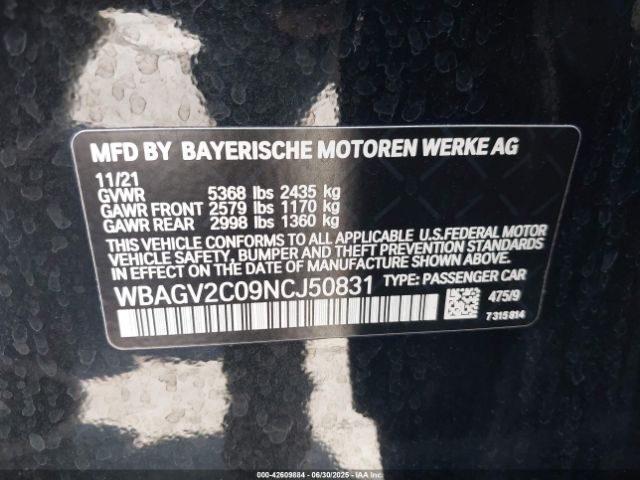 MFD BY BAYERISCHE MOTOREN WERKE AG
11/21
GVWR 5368 lbs 2435 kg
GAWR FRONT 2579 lbs 1170 kg
GAWR REAR 2998 lbs 1360 kg
THIS VEHICLE CONFORMS TO ALL APPLICABLE U.S.FEDERAL MOTOR
VEHICLE SAFETY, BUMPER, AND THEFT PREVENTION STANDARDS
IN EFFECT ON THE DATE OF MANUFACTURE SHOWN ABOVE.
WBAGV2C09NCJ50831 TYPE: PASSENGER CAR
475/9
7315814
000-42609884 | 06/30/2025 - Copart, Inc.